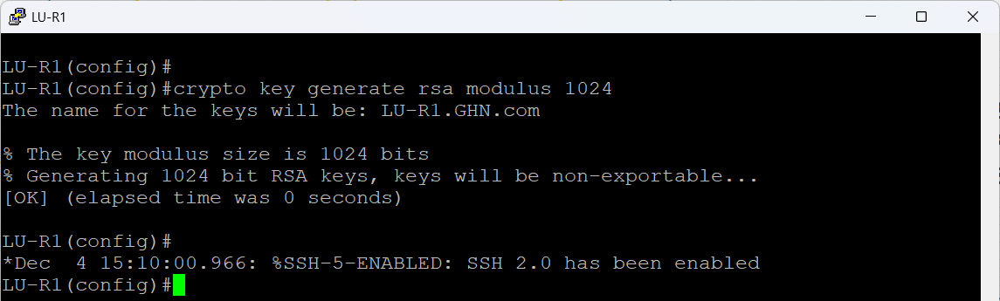 LU-R1
LU-R1(config)#
LU-R1(config)#crypto key generate rsa modulus 1024
The name for the keys will be: LU-R1.GHN.com
% The key modulus size is 1024 bits
% Generating 1024 bit RSA keys, keys will be non-exportable...
[OK] (elapsed time was 0 seconds)
LU-R1(config)#
*Dec  4 15:10:00.966: %SSH-5-ENABLED: SSH 2.0 has been enabled
LU-R1(config)#